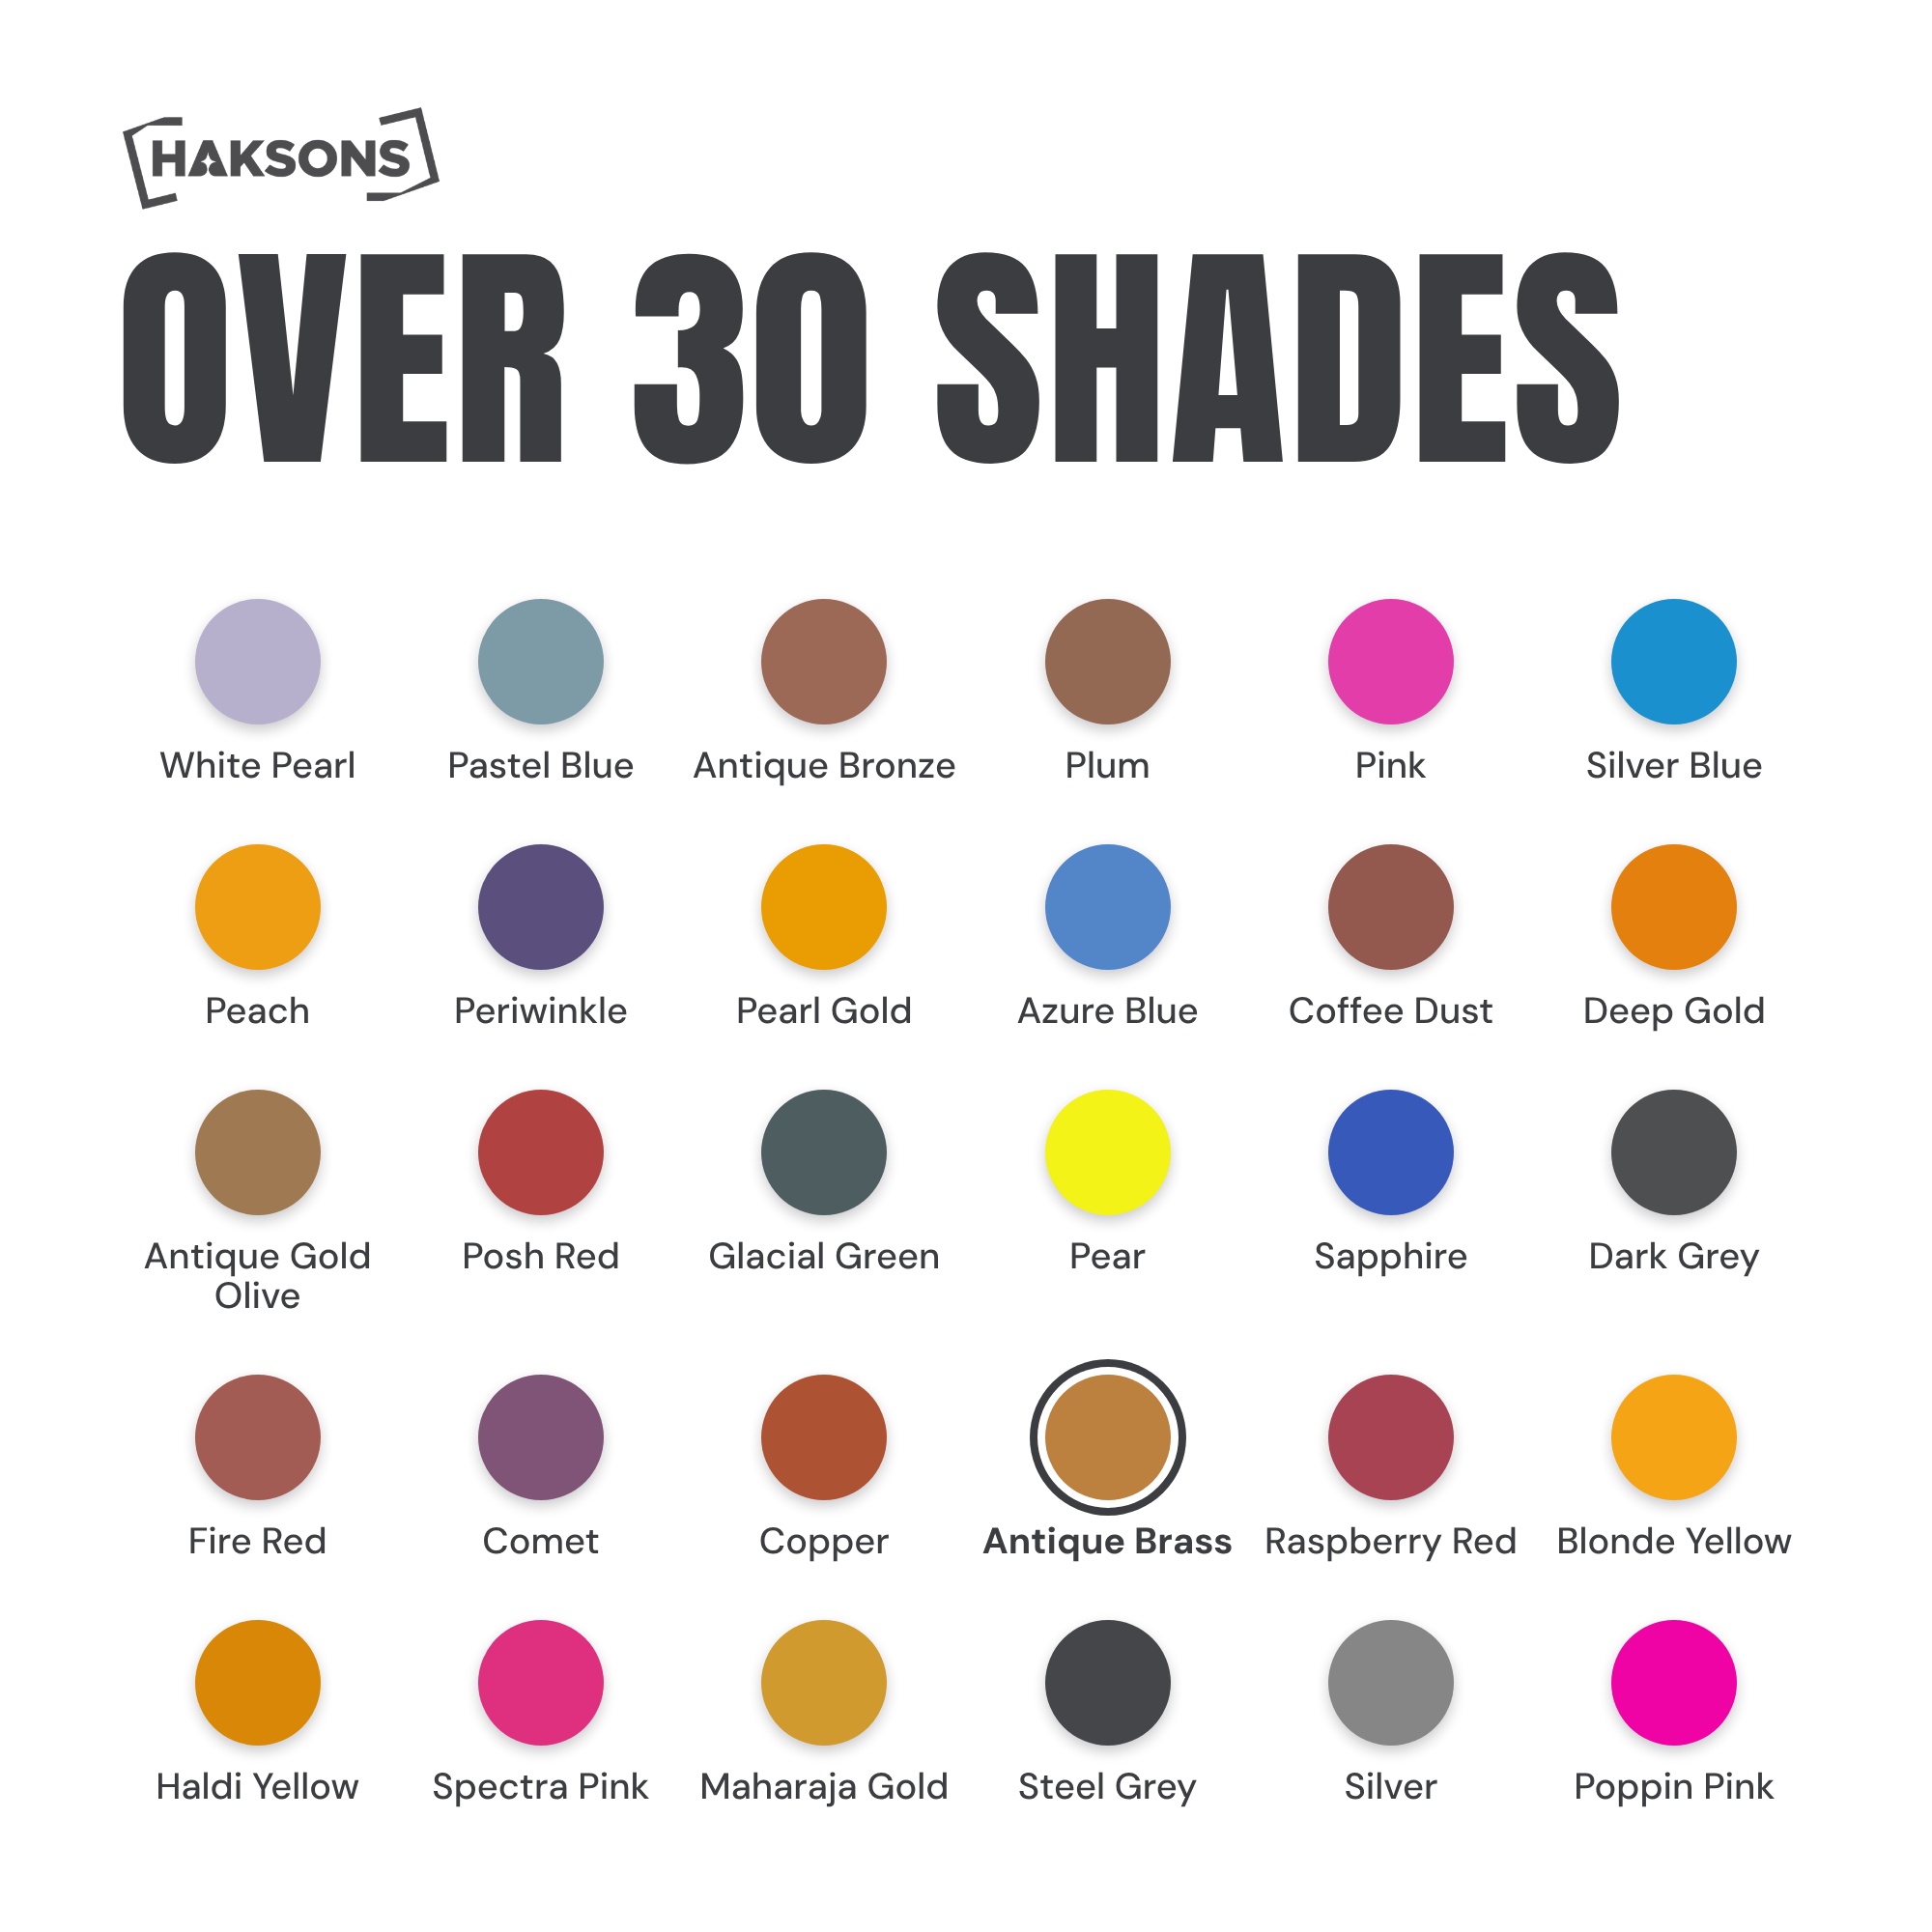 HAKSONS
OVER 30 SHADES
White Pearl
Pastel Blue
Antique Bronze
Plum
Pink
Silver Blue
Peach
Periwinkle
Pearl Gold
Azure Blue
Coffee Dust
Deep Gold
Antique Gold
Olive
Posh Red
Glacial Green
Pear
Sapphire
Dark Grey
Fire Red
Comet
Copper
Antique Brass
Raspberry Red
Blonde Yellow
Haldi Yellow
Spectra Pink
Maharaja Gold
Steel Grey
Silver
Poppin Pink